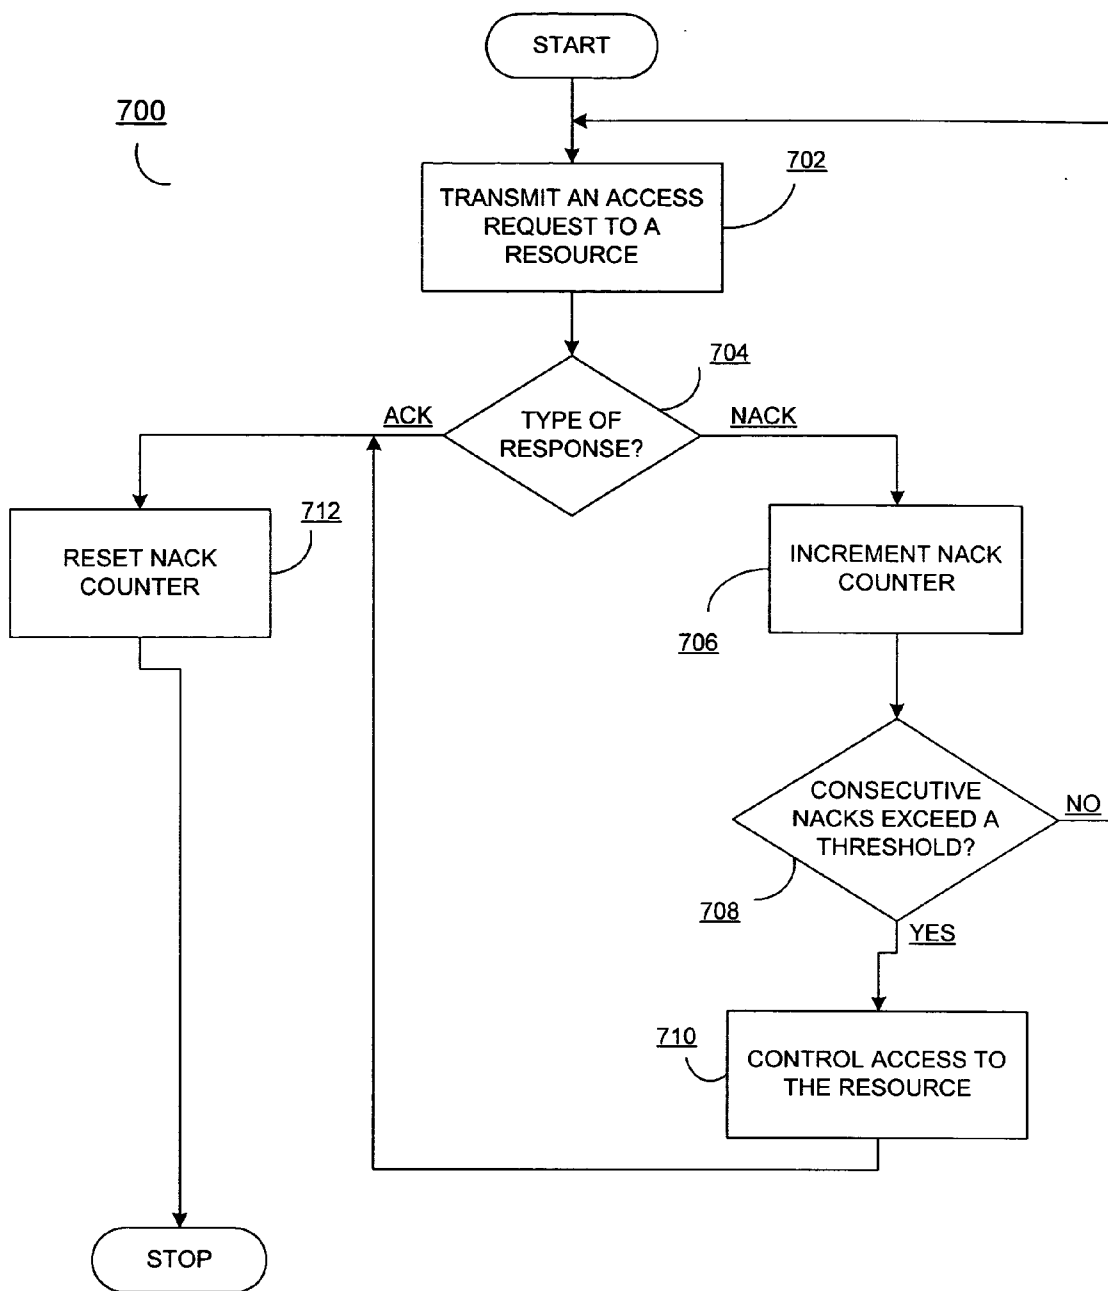 START
700
702
TRANSMIT AN ACCESS
REQUEST TO A
RESOURCE
704
ACK
TYPE OF
RESPONSE?
NACK
712
RESET NACK
COUNTER
INCREMENT NACK
COUNTER
706
CONSECUTIVE
NACKS EXCEED A
THRESHOLD?
NO
708
YES
710
CONTROL ACCESS TO
THE RESOURCE
STOP